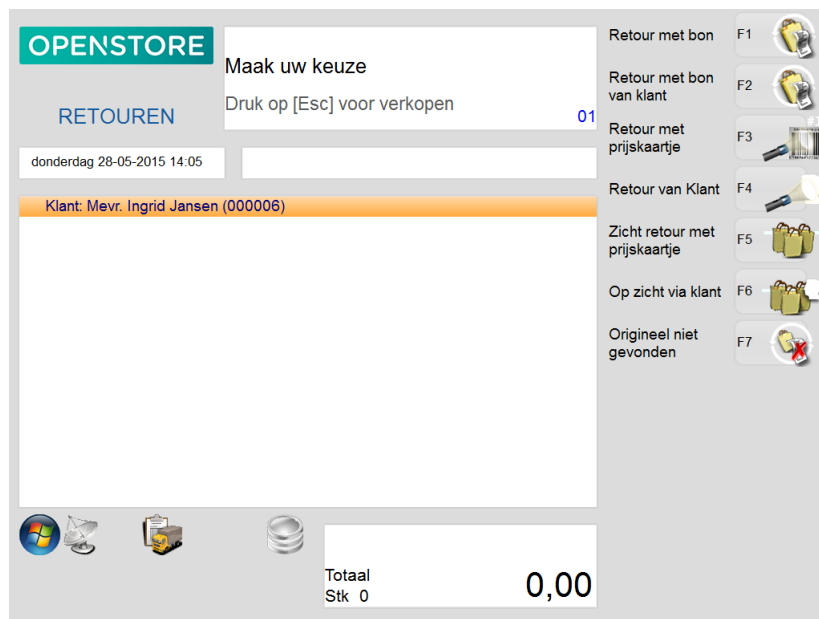 OPENSTORE
RETOUREN
Maak uw keuze
Druk op [Esc] voor verkopen
01
donderdag 28-05-2015 14:05
Klant: Mevr. Ingrid Jansen (000006)
Retour met bon F1
Retour met bon F2
van klant
Retour met F3
prijskaartje
Retour van Klant F4
Zicht retour met F5
prijskaartje
Op zicht via klant F6
Origineel niet F7
gevonden
Totaal
Stk 0 0,00